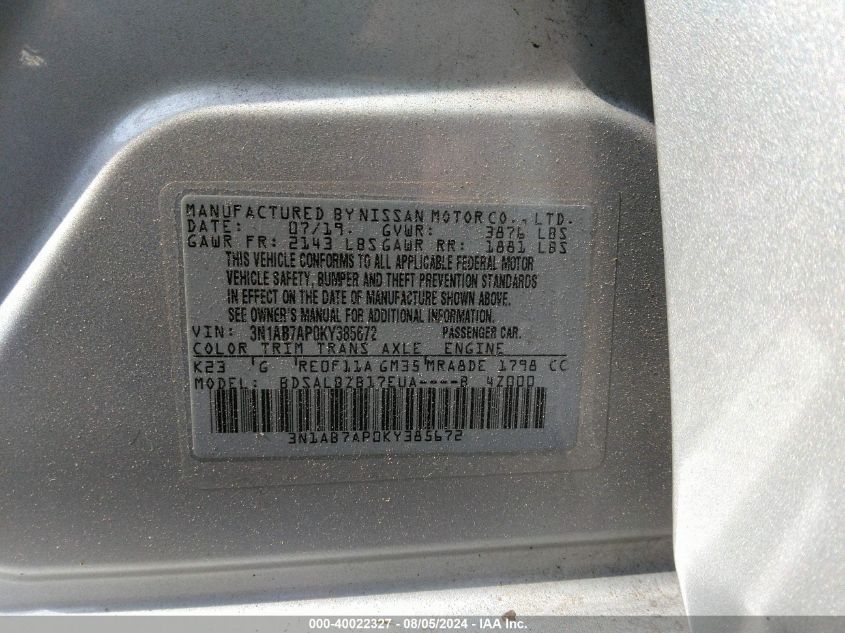 MANUFACTURED BY NISSAN MOTOR CO., LTD.
DATE: 07/19. GVWR: 3876 LBS
GAWR FR: 2143 LBS GAWR RR: 1881 LBS
THIS VEHICLE CONFORMS TO ALL APPLICABLE FEDERAL MOTOR
VEHICLE SAFETY, BUMPER AND THEFT PREVENTION STANDARDS
IN EFFECT ON THE DATE OF MANUFACTURE SHOWN ABOVE.
SEE OWNER'S MANUAL FOR ADDITIONAL INFORMATION.
VIN: 3N1AB7AP0KY385672 PASSENGER CAR.
COLOR TRIM TRANS AXLE ENGINE
K23 G RE0F11A GM35 MRA8DE 1798 CC
MODEL: BDSALBZB17EUA----B 4Z000
3N1AB7AP0KY385672
000-40022327 - 08/05/2024 - IAA Inc.